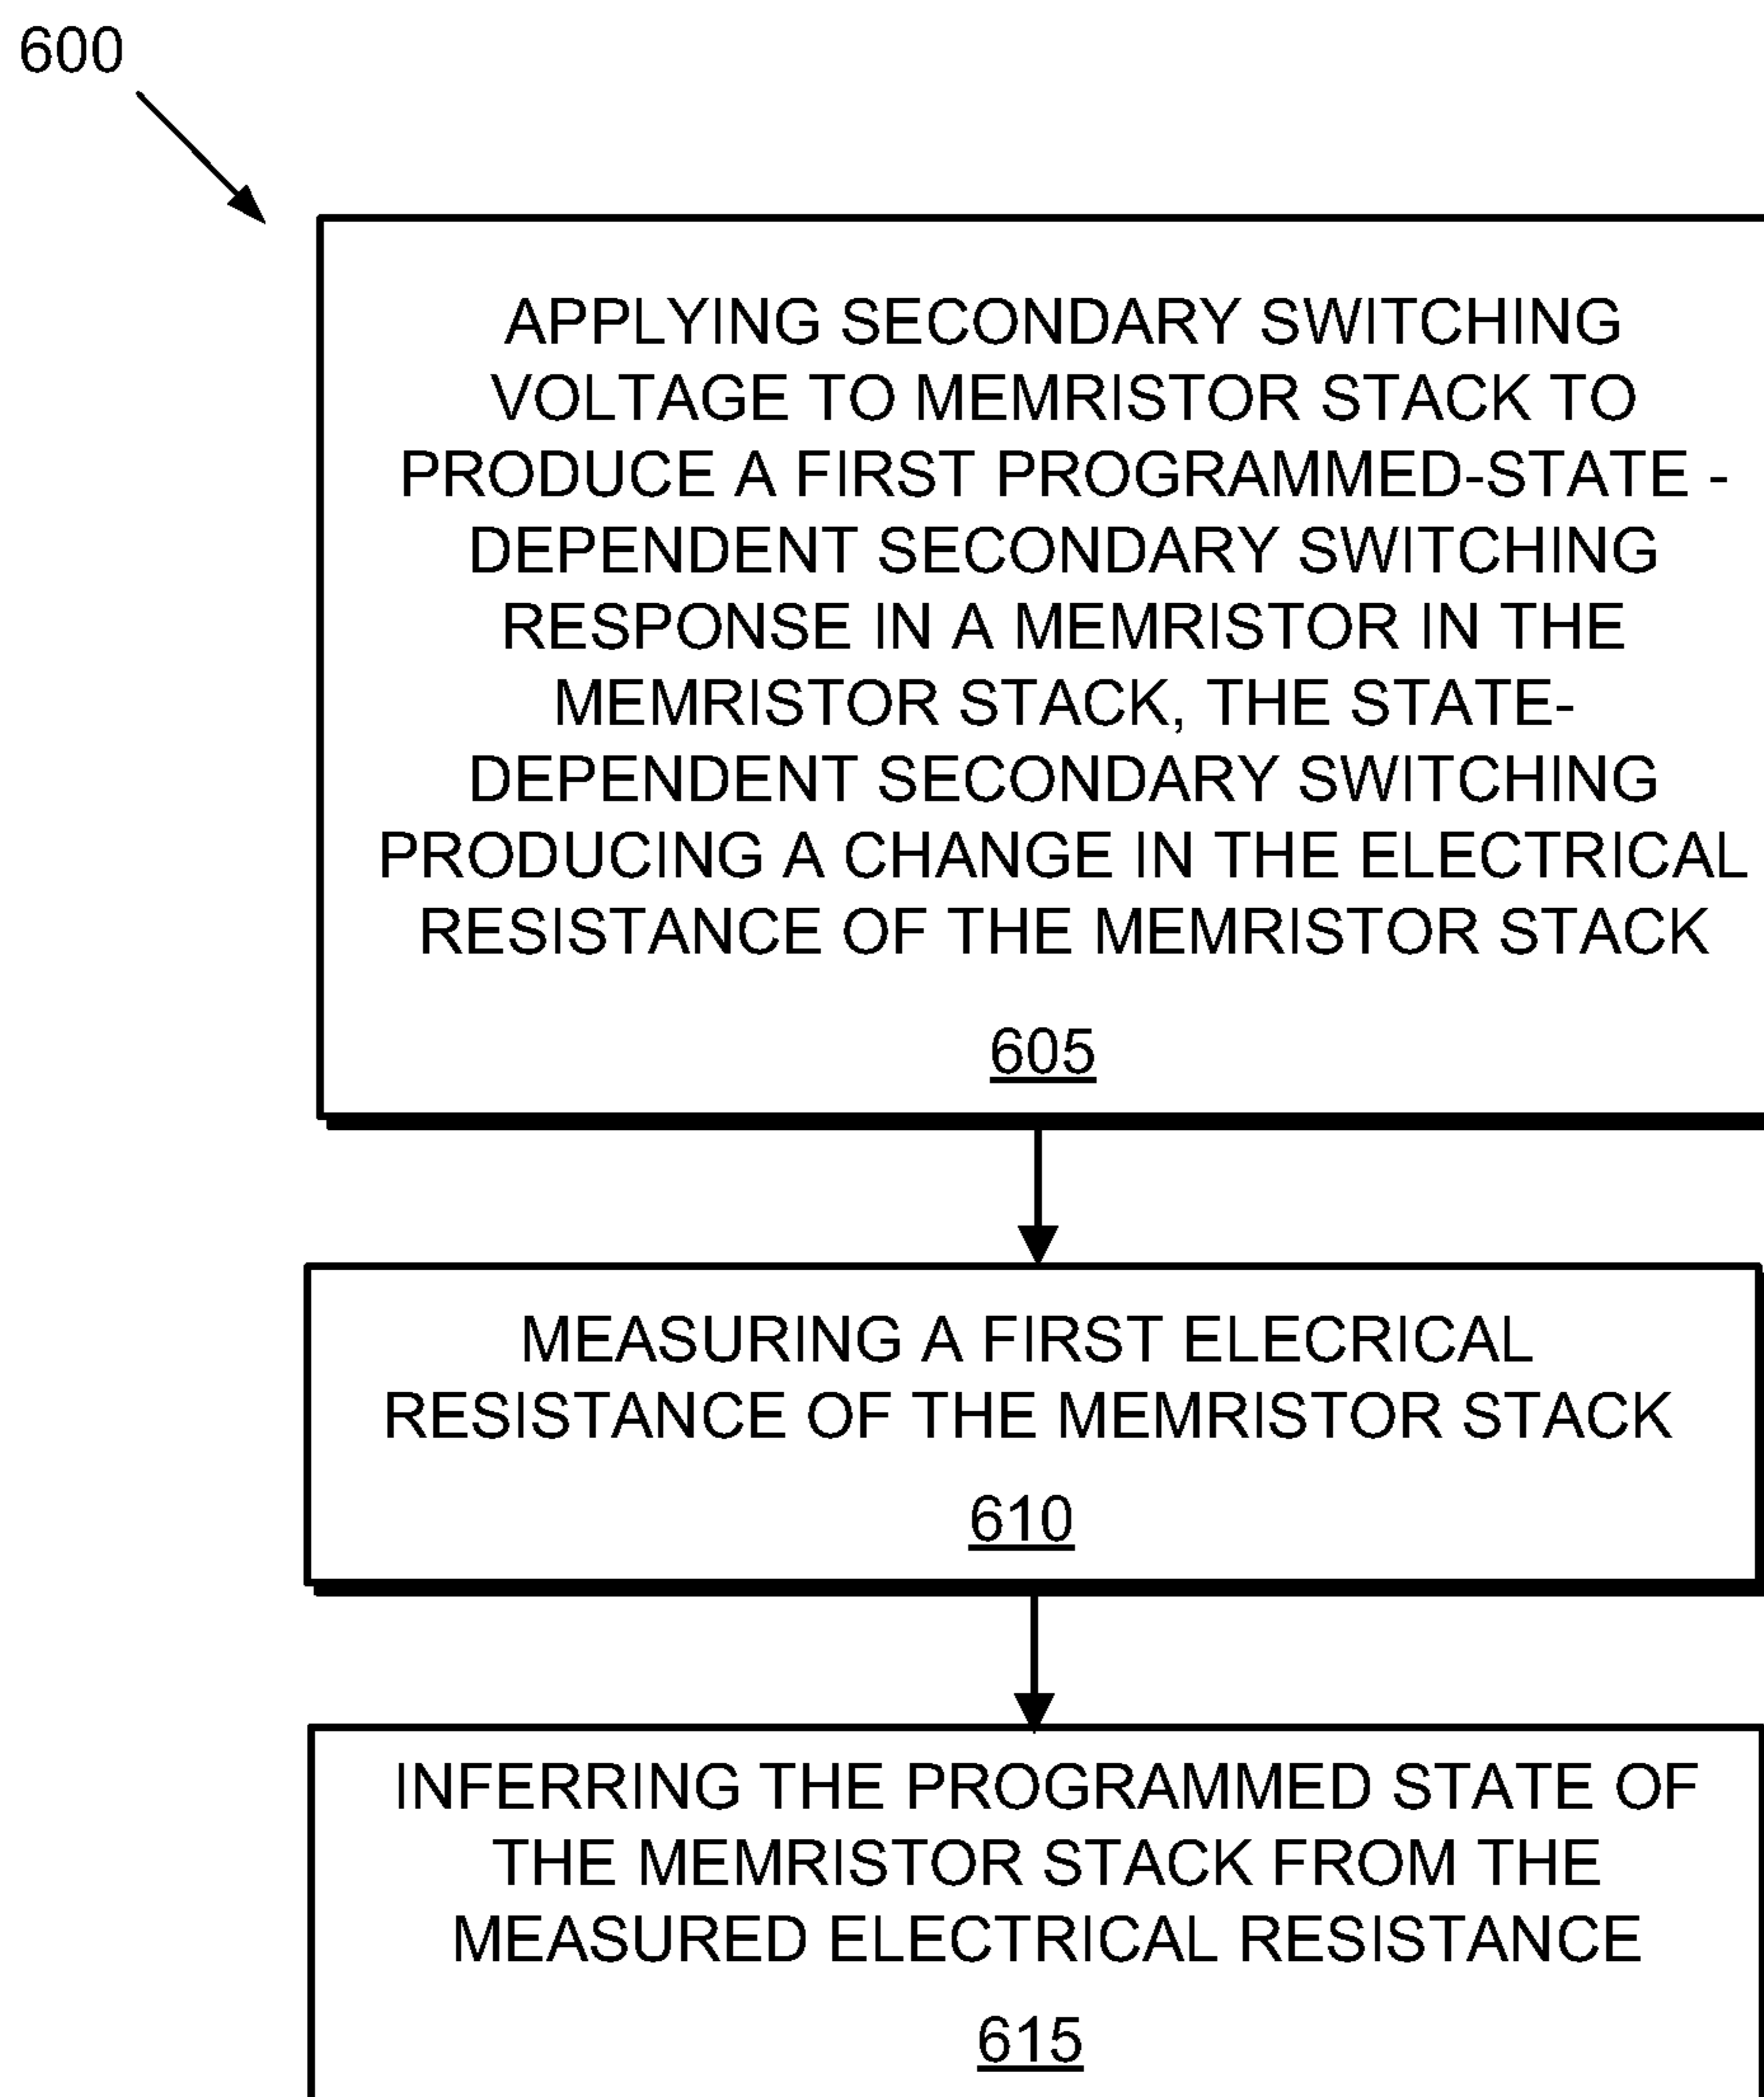 600
APPLYING SECONDARY SWITCHING
VOLTAGE TO MEMRISTOR STACK TO
PRODUCE A FIRST PROGRAMMED-STATE -
DEPENDENT SECONDARY SWITCHING
RESPONSE IN A MEMRISTOR IN THE
MEMRISTOR STACK, THE STATE-
DEPENDENT SECONDARY SWITCHING
PRODUCING A CHANGE IN THE ELECTRICAL
RESISTANCE OF THE MEMRISTOR STACK
605
MEASURING A FIRST ELECRICAL
RESISTANCE OF THE MEMRISTOR STACK
610
INFERRING THE PROGRAMMED STATE OF
THE MEMRISTOR STACK FROM THE
MEASURED ELECTRICAL RESISTANCE
615